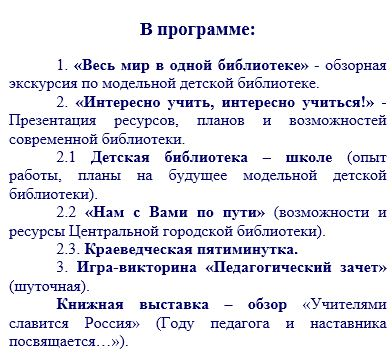 В программе:
1. «Весь мир в одной библиотеке» - обзорная
экскурсия по модельной детской библиотеке.
2. «Интересно учить, интересно учиться!» -
Презентация ресурсов, планов и возможностей
современной библиотеки.
2.1 Детская библиотека – школе (опыт
работы, планы на будущее модельной детской
библиотеки).
2.2 «Нам с Вами по пути» (возможности и
ресурсы Центральной городской библиотеки).
2.3. Краеведческая пятиминутка.
3. Игра-викторина «Педагогический зачет»
(шуточная).
Книжная выставка – обзор «Учителями
славится Россия» (Году педагога и наставника
посвящается…»).